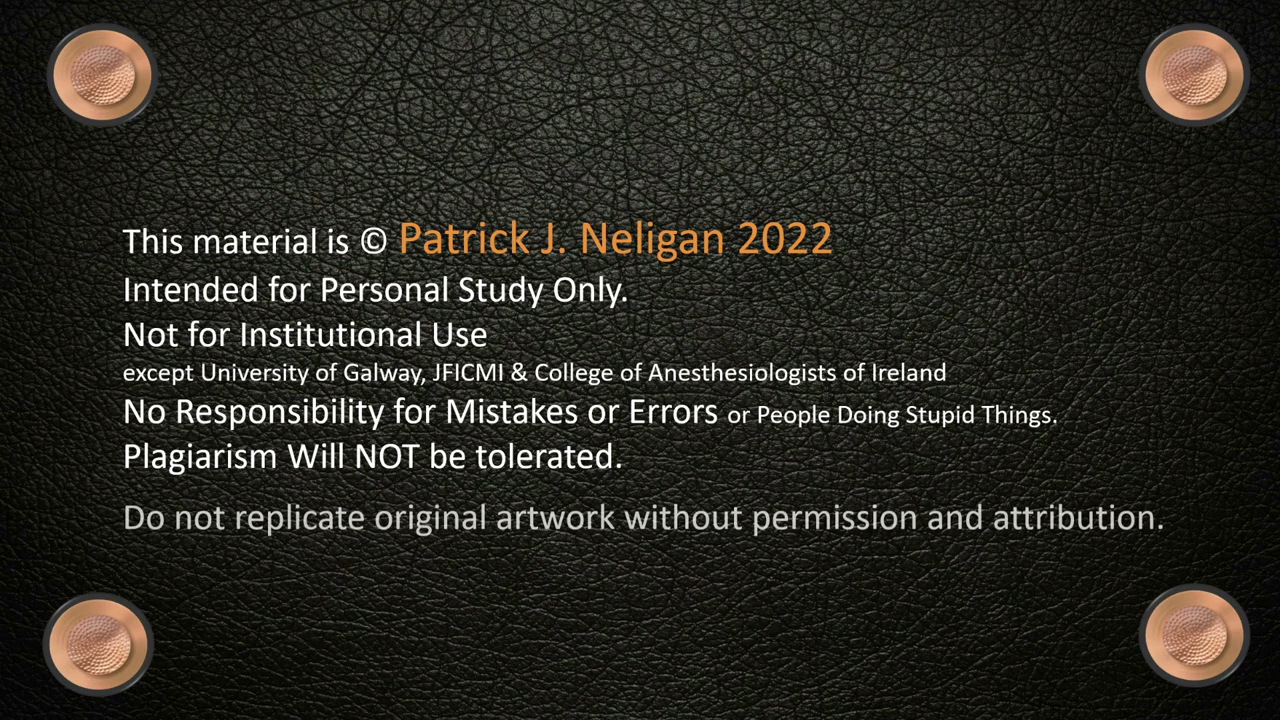 This material is © Patrick J. Neligan 2022
Intended for Personal Study Only.
Not for Institutional Use
except University of Galway, JFICMI & College of Anesthesiologists of Ireland
No Responsibility for Mistakes or Errors or People Doing Stupid Things.
Plagiarism Will NOT be tolerated.
Do not replicate original artwork without permission and attribution.